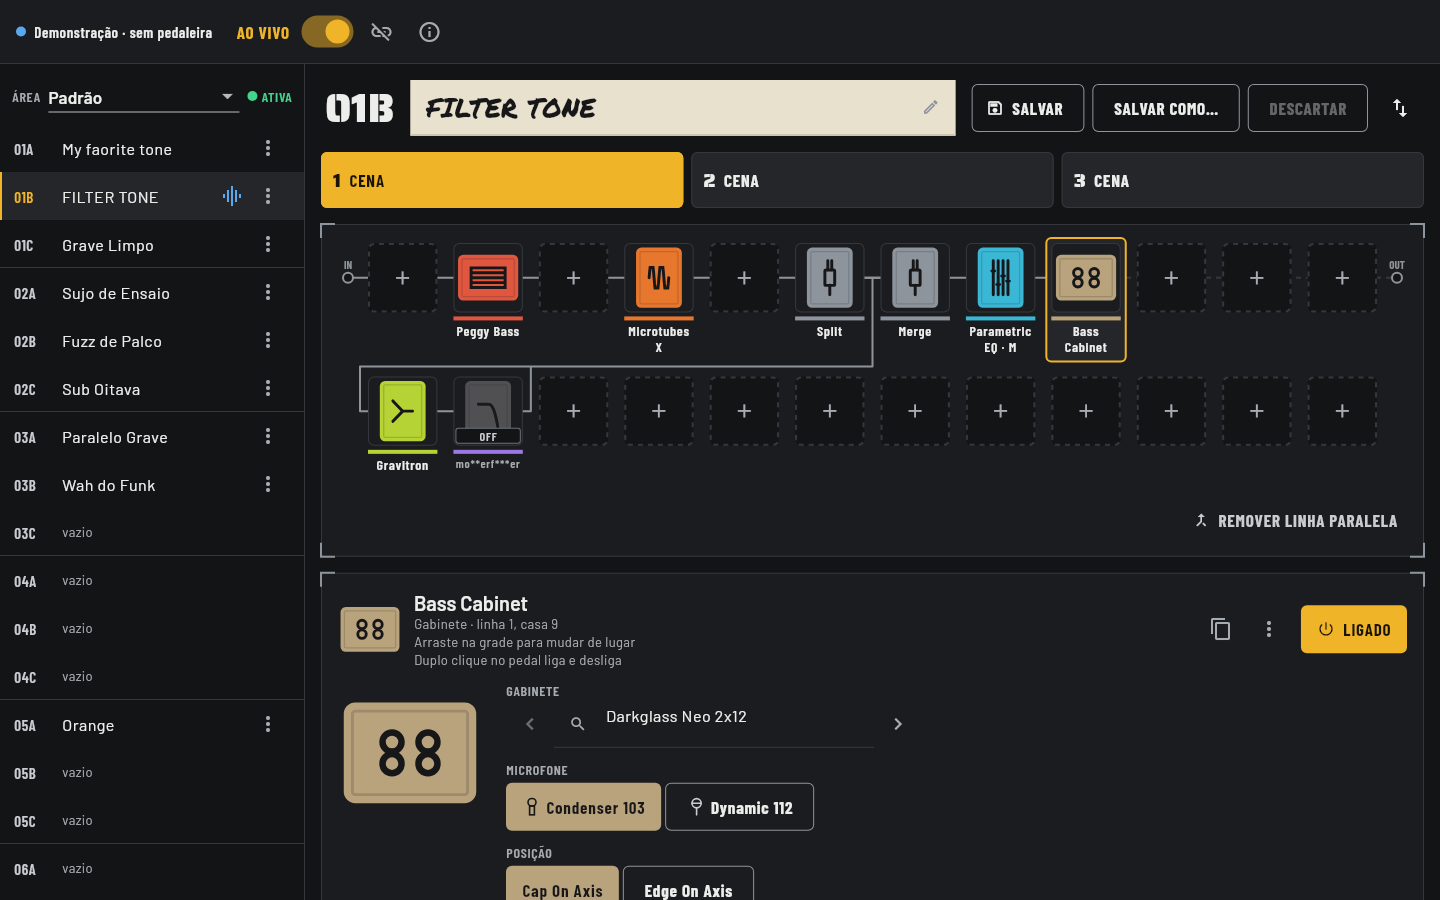 Demonstração · sem pedaleira AO VIVO
ÁREA Padrão ATIVA
01A My faorite tone
01B FILTER TONE
01C Grave Limpo
02A Sujo de Ensaio
02B Fuzz de Palco
02C Sub Oitava
03A Paralelo Grave
03B Wah do Funk
03C vazio
04A vazio
04B vazio
04C vazio
05A Orange
05B vazio
05C vazio
06A vazio
01B FILTER TONE SALVAR SALVAR COMO... DESCARTAR
1 CENA 2 CENA 3 CENA
IN OUT
Peggy Bass Microtubes X Split Merge Parametric EQ · M Bass Cabinet
OFF
Gravitron mo**erf***er
REMOVER LINHA PARALELA
Bass Cabinet
Gabinete · linha 1, casa 9
Arraste na grade para mudar de lugar
Duplo clique no pedal liga e desliga
LIGADO
GABINETE
Darkglass Neo 2x12
MICROFONE
Condenser 103 Dynamic 112
POSIÇÃO
Cap On Axis Edge On Axis